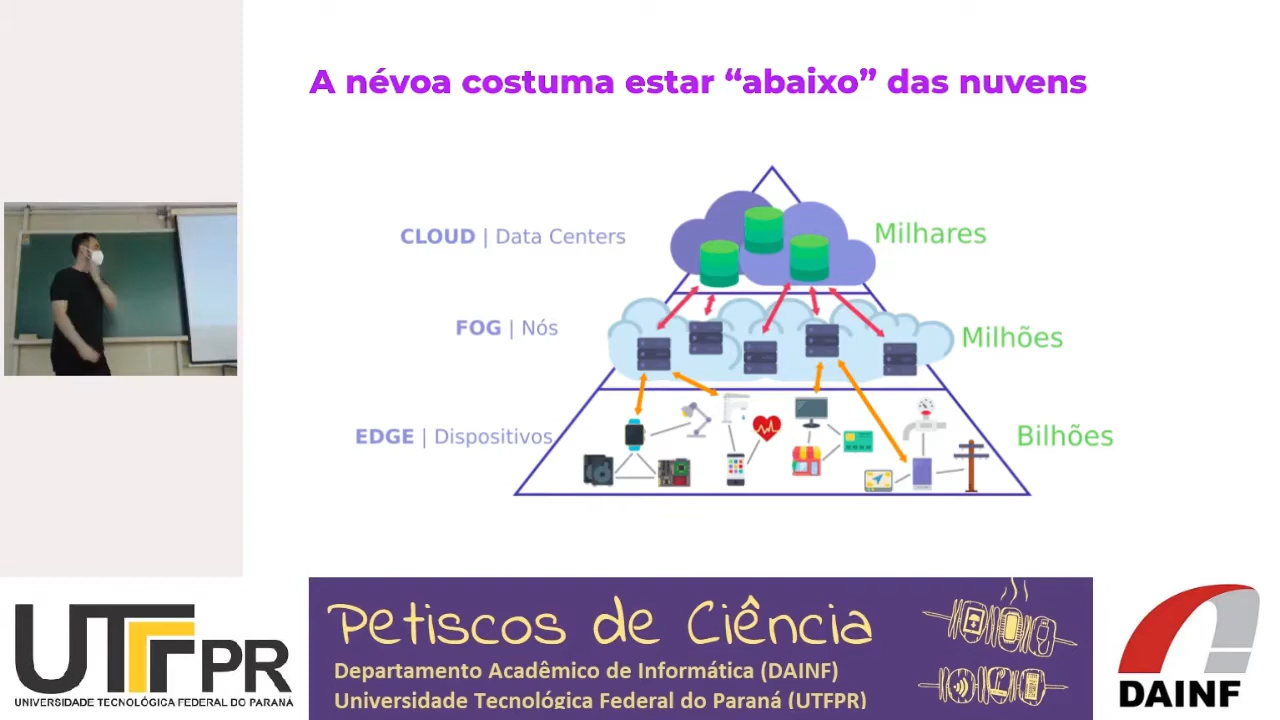 A névoa costuma estar “abaixo” das nuvens
CLOUD | Data Centers
Milhares
FOG | Nós
Milhões
EDGE | Dispositivos
Bilhões
UTFPR
UNIVERSIDADE TECNOLÓGICA FEDERAL DO PARANÁ
Petiscos de Ciência
Departamento Acadêmico de Informática (DAINF)
Universidade Tecnológica Federal do Paraná (UTFPR)
DAINF